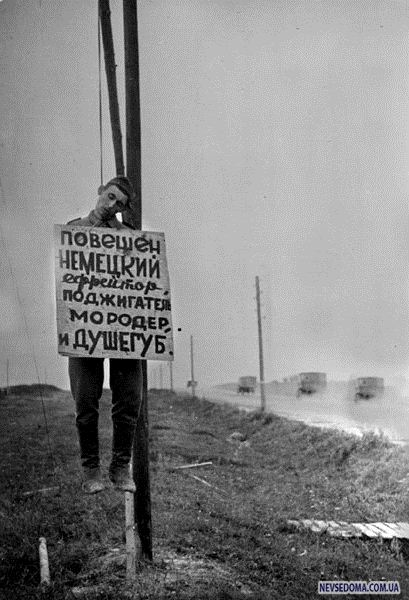 повешен
НЕМЕЦКИЙ
ефрейтор,
ПОДЖИГАТЕЛЬ
МОРОДЕР,
и ДУШЕГУБ.
NEVSEDOMA.COM.UA